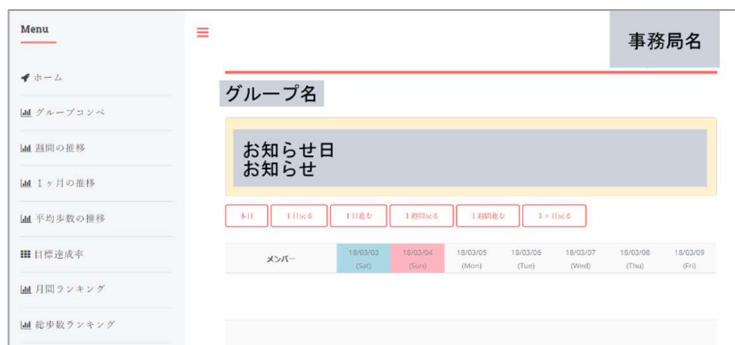 Menu
事務局名
ホーム
グループ名
グループコンペ
週間の推移
お知らせ日
お知らせ
1ヶ月の推移
平均歩数の推移
本日
1日戻る
1日進む
1週間戻る
1週間進む
1ヶ月戻る
目標達成率
メンバー
18/03/03 (Sat)
18/03/04 (Sun)
18/03/05 (Mon)
18/03/06 (Tue)
18/03/07 (Wed)
18/03/08 (Thu)
18/03/09 (Fri)
月間ランキング
総歩数ランキング